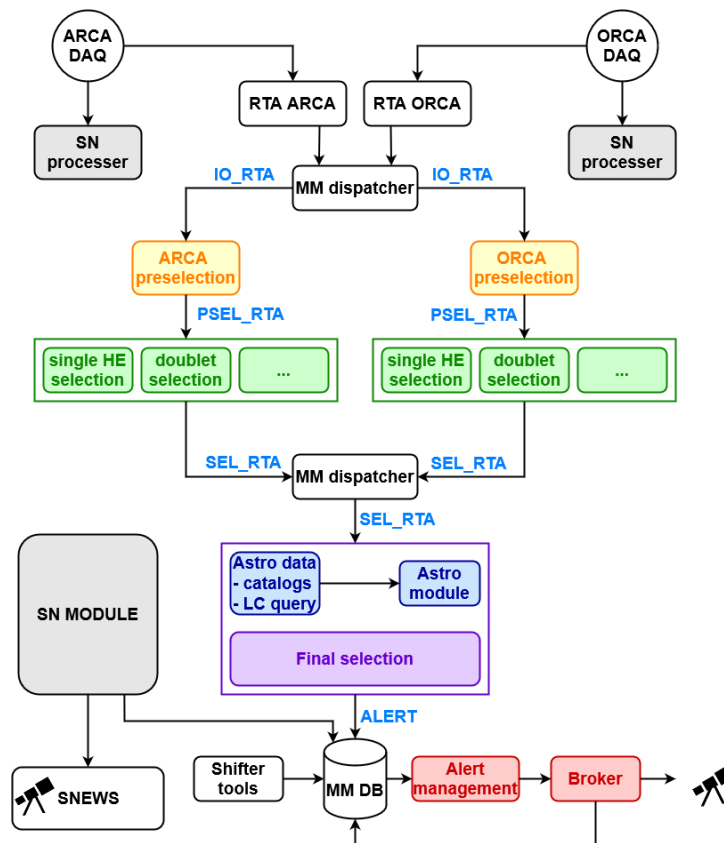 ARCA
DAQ
ORCA
DAQ
RTA ARCA
RTA ORCA
SN
processer
SN
processer
IO_RTA
MM dispatcher
IO_RTA
ARCA
preselection
ORCA
preselection
PSEL_RTA
PSEL_RTA
single HE
selection
doublet
selection
...
single HE
selection
doublet
selection
...
SEL_RTA
MM dispatcher
SEL_RTA
SEL_RTA
Astro data
- catalogs
- LC query
Astro
module
SN MODULE
Final selection
ALERT
SNEWS
Shifter
tools
MM DB
Alert
management
Broker